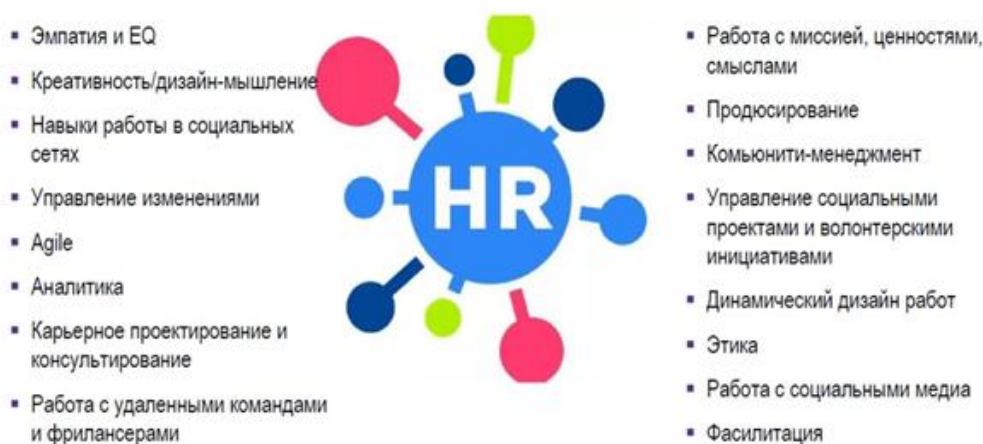 ▪ Эмпатия и EQ
▪ Креативность/дизайн-мышление
▪ Навыки работы в социальных
сетях
▪ Управление изменениями
▪ Agile
▪ Аналитика
▪ Карьерное проектирование и
консультирование
▪ Работа с удаленными командами
и фрилансерами
HR
▪ Работа с миссией, ценностями,
смыслами
▪ Продюсирование
▪ Комьюнити-менеджмент
▪ Управление социальными
проектами и волонтерскими
инициативами
▪ Динамический дизайн работ
▪ Этика
▪ Работа с социальными медиа
▪ Фасилитация